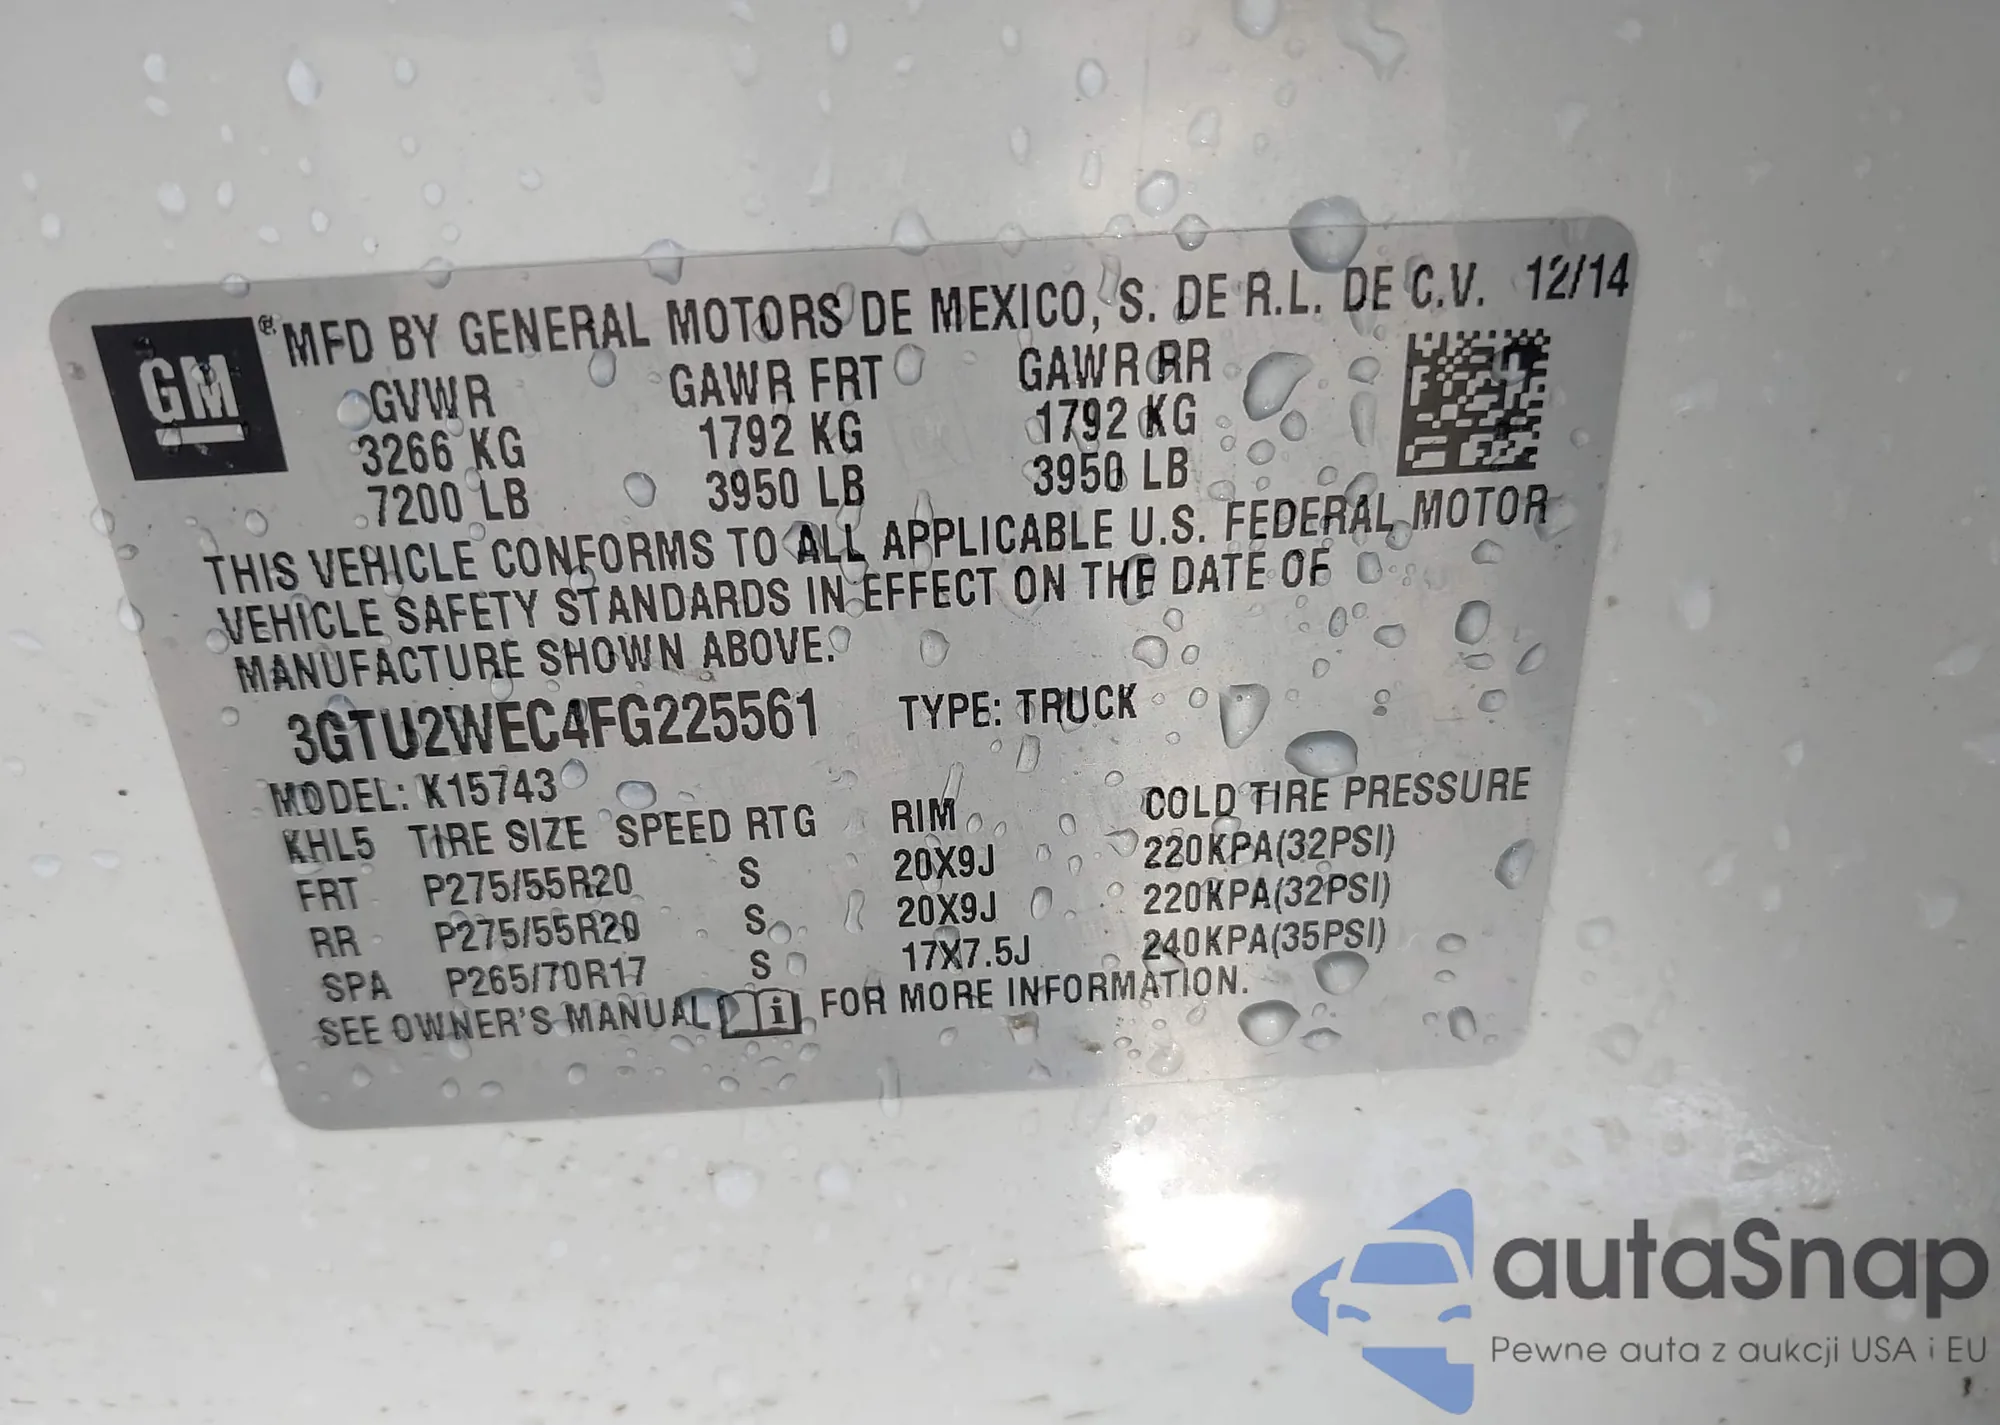 GM ® MFD BY GENERAL MOTORS DE MEXICO, S. DE R.L. DE C.V. 12/14
GVWR GAWR FRT GAWR RR
3266 KG 1792 KG 1792 KG
7200 LB 3950 LB 3950 LB
THIS VEHICLE CONFORMS TO ALL APPLICABLE U.S. FEDERAL MOTOR
VEHICLE SAFETY STANDARDS IN EFFECT ON THE DATE OF
MANUFACTURE SHOWN ABOVE.
3GTU2WEC4FG225561 TYPE: TRUCK
MODEL: K15743
KHL5 TIRE SIZE SPEED RTG RIM COLD TIRE PRESSURE
FRT P275/55R20 S 20X9J 220KPA(32PSI)
RR P275/55R20 S 20X9J 220KPA(32PSI)
SPA P265/70R17 S 17X7.5J 240KPA(35PSI)
SEE OWNER'S MANUAL i FOR MORE INFORMATION.
autaSnap
Pewne auta z aukcji USA i EU